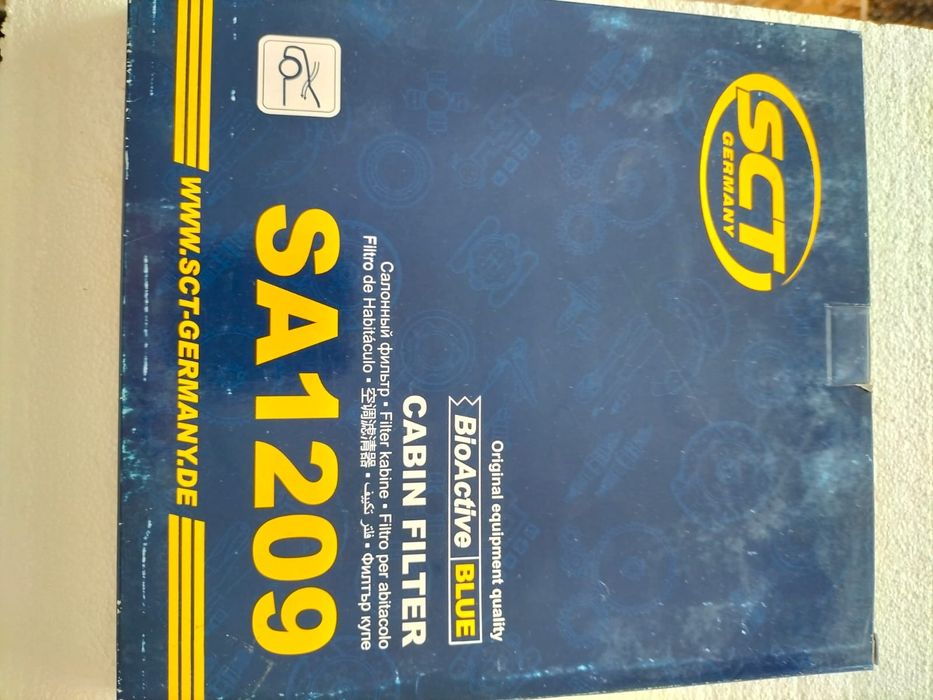 SCT
GERMANY
Original equipment quality
BioActive BLUE
CABIN FILTER
Салонный фильтр ▪ Filter kabine ▪ Filtro per abitacolo
Filtro de Habitáculo ▪ 空调滤清器 ▪ فلتر تكييف ▪ Филтър купе
SA1209
WWW.SCT-GERMANY.DE